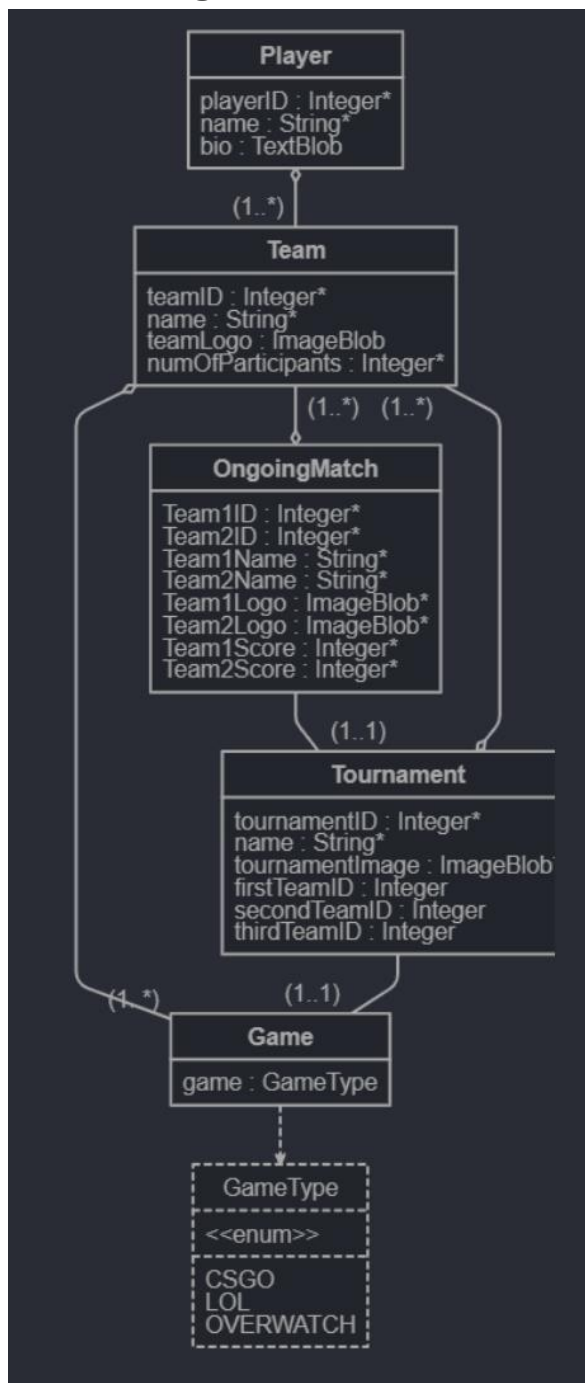 Player
playerID : Integer*
name : String*
bio : TextBlob
(1..*)
Team
teamID : Integer*
name : String*
teamLogo : ImageBlob
numOfParticipants : Integer*
(1..*) (1..*)
OngoingMatch
Team1ID : Integer*
Team2ID : Integer*
Team1Name : String*
Team2Name : String*
Team1Logo : ImageBlob*
Team2Logo : ImageBlob*
Team1Score : Integer*
Team2Score : Integer*
(1..1)
Tournament
tournamentID : Integer*
name : String*
tournamentImage : ImageBlob*
firstTeamID : Integer
secondTeamID : Integer
thirdTeamID : Integer
(1..*) (1..1)
Game
game : GameType
GameType
<<enum>>
CSGO
LOL
OVERWATCH